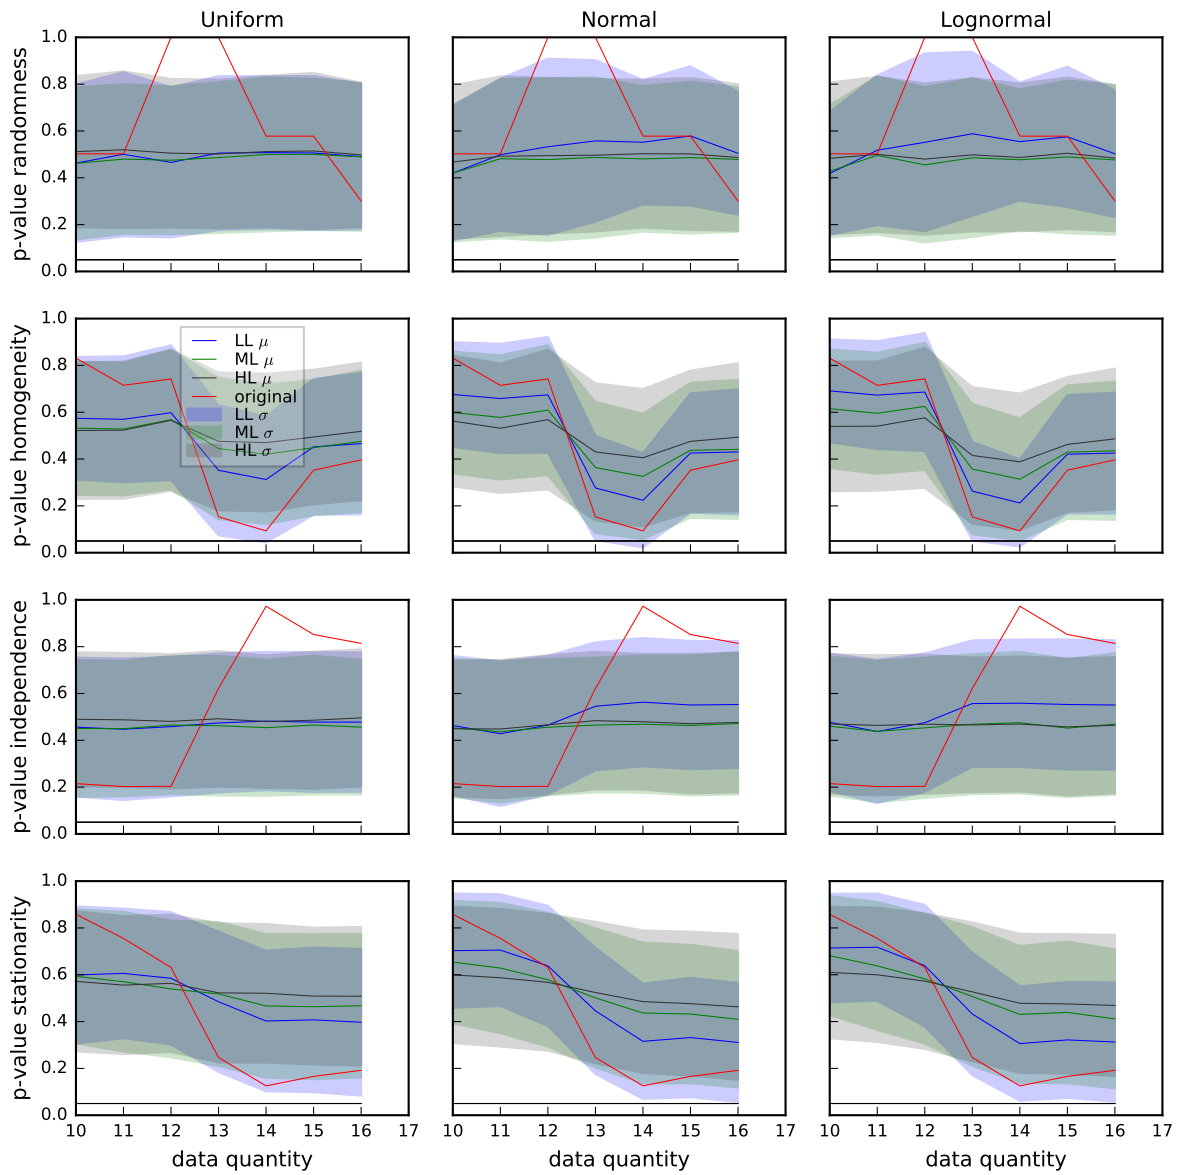 Uniform Normal Lognormal
p-value randomness
1.0
0.8
0.6
0.4
0.2
0.0
p-value homogeneity
1.0
0.8
0.6
0.4
0.2
0.0
LL μ
ML μ
HL μ
original
LL σ
ML σ
HL σ
p-value independence
1.0
0.8
0.6
0.4
0.2
0.0
p-value stationarity
1.0
0.8
0.6
0.4
0.2
0.0
10 11 12 13 14 15 16 17 10 11 12 13 14 15 16 17 10 11 12 13 14 15 16 17
data quantity data quantity data quantity